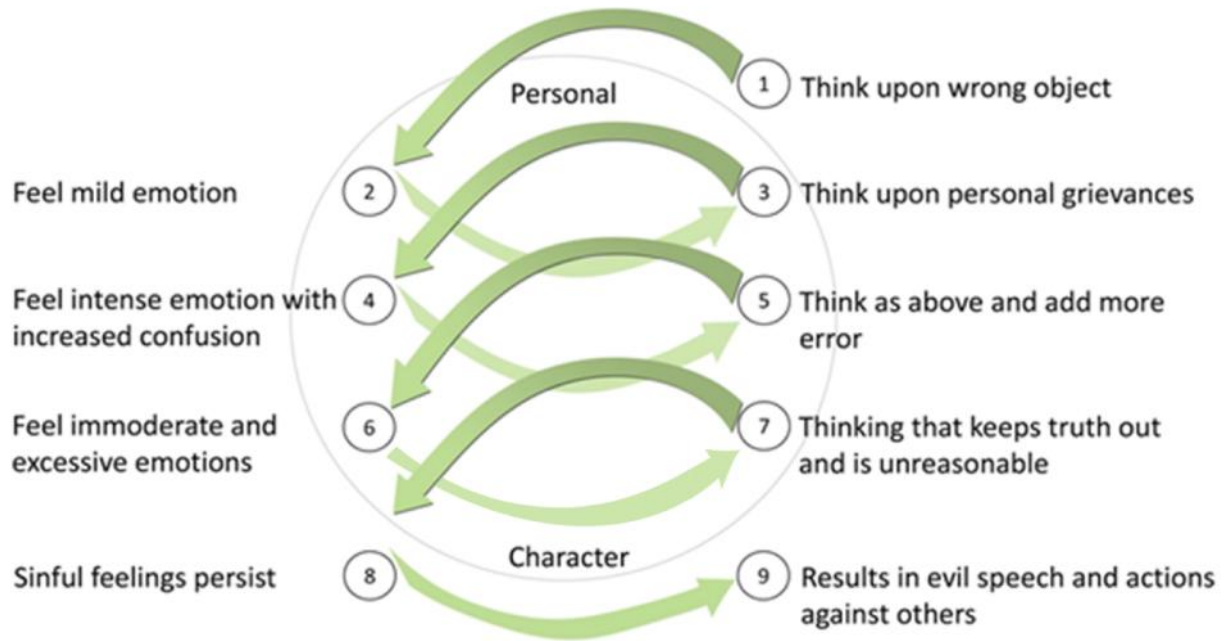 Personal
1 Think upon wrong object
Feel mild emotion 2
3 Think upon personal grievances
Feel intense emotion with 4
increased confusion
5 Think as above and add more
error
Feel immoderate and 6
excessive emotions
7 Thinking that keeps truth out
and is unreasonable
Character
Sinful feelings persist 8
9 Results in evil speech and actions
against others